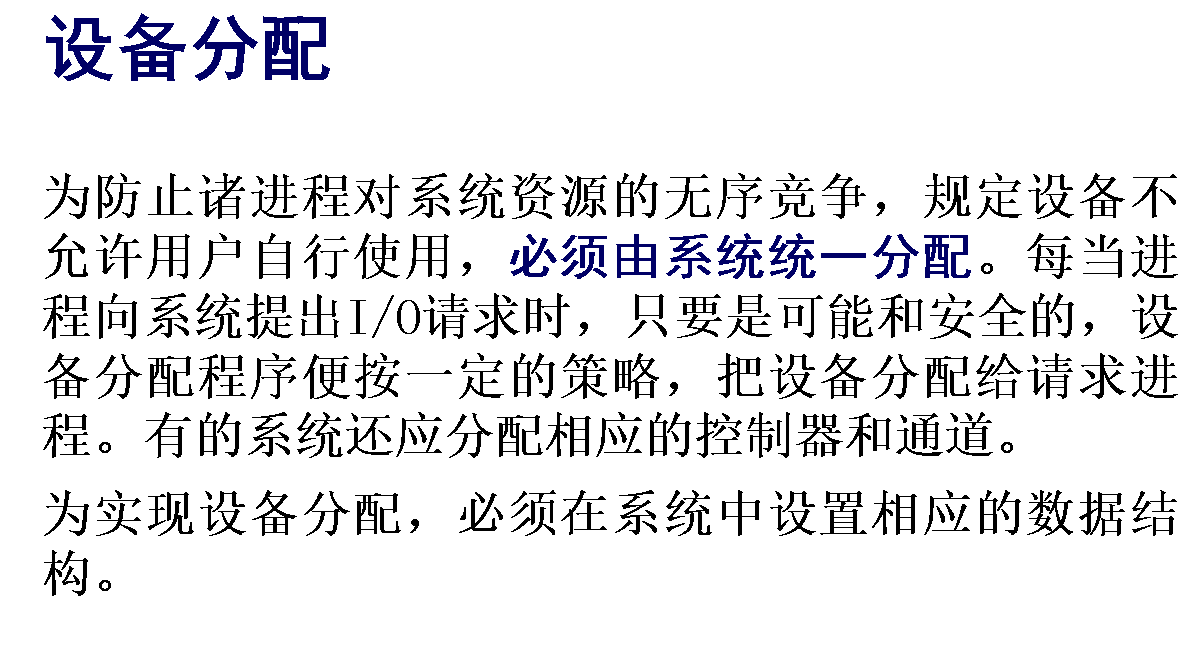 设备分配
为防止诸进程对系统资源的无序竞争，规定设备不
允许用户自行使用，必须由系统统一分配。每当进
程向系统提出I/O请求时，只要是可能和安全的，设
备分配程序便按一定的策略，把设备分配给请求进
程。有的系统还应分配相应的控制器和通道。
为实现设备分配，必须在系统中设置相应的数据结
构。